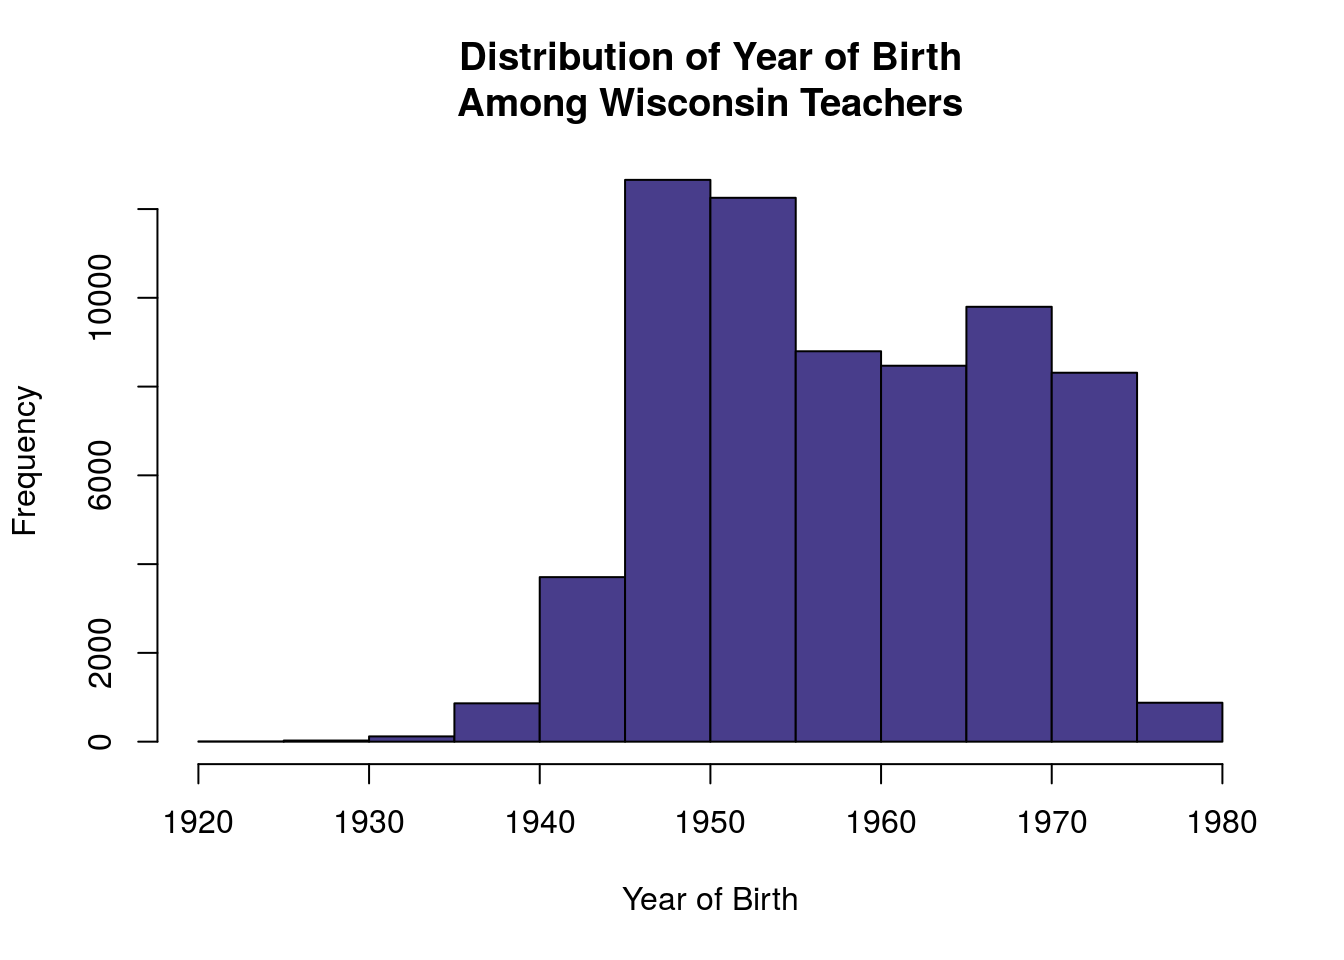 Distribution of Year of Birth
Among Wisconsin Teachers
Frequency
10000
6000
2000
0
1920 1930 1940 1950 1960 1970 1980
Year of Birth